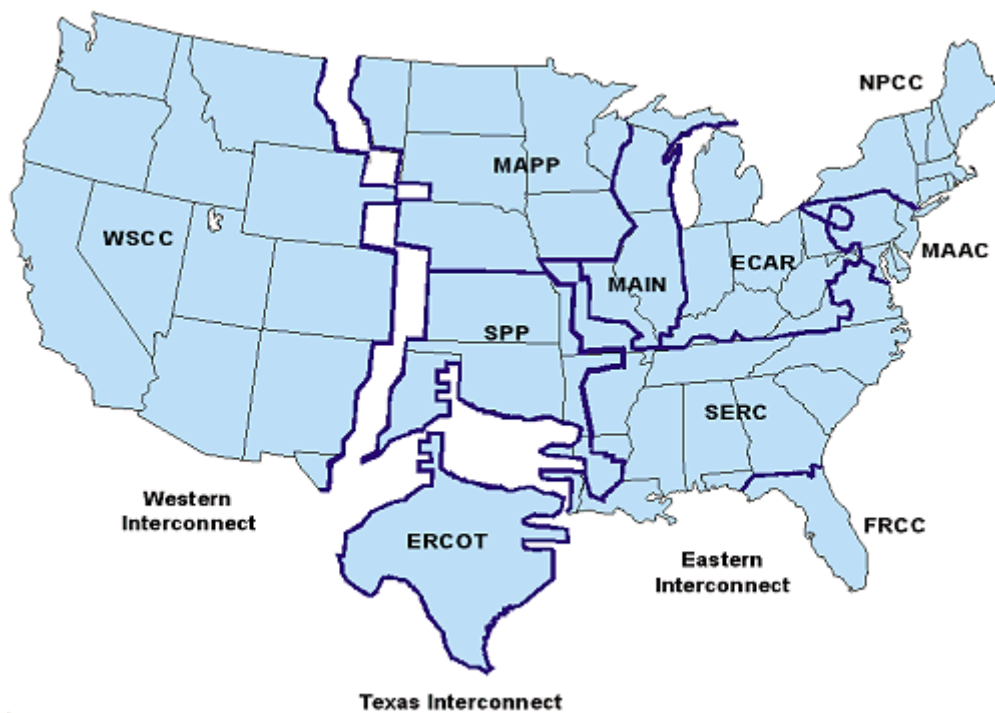 NPCC
MAPP
WSCC
MAAC
ECAR
MAIN
SPP
SERC
Western
Interconnect
FRCC
ERCOT
Eastern
Interconnect
Texas Interconnect